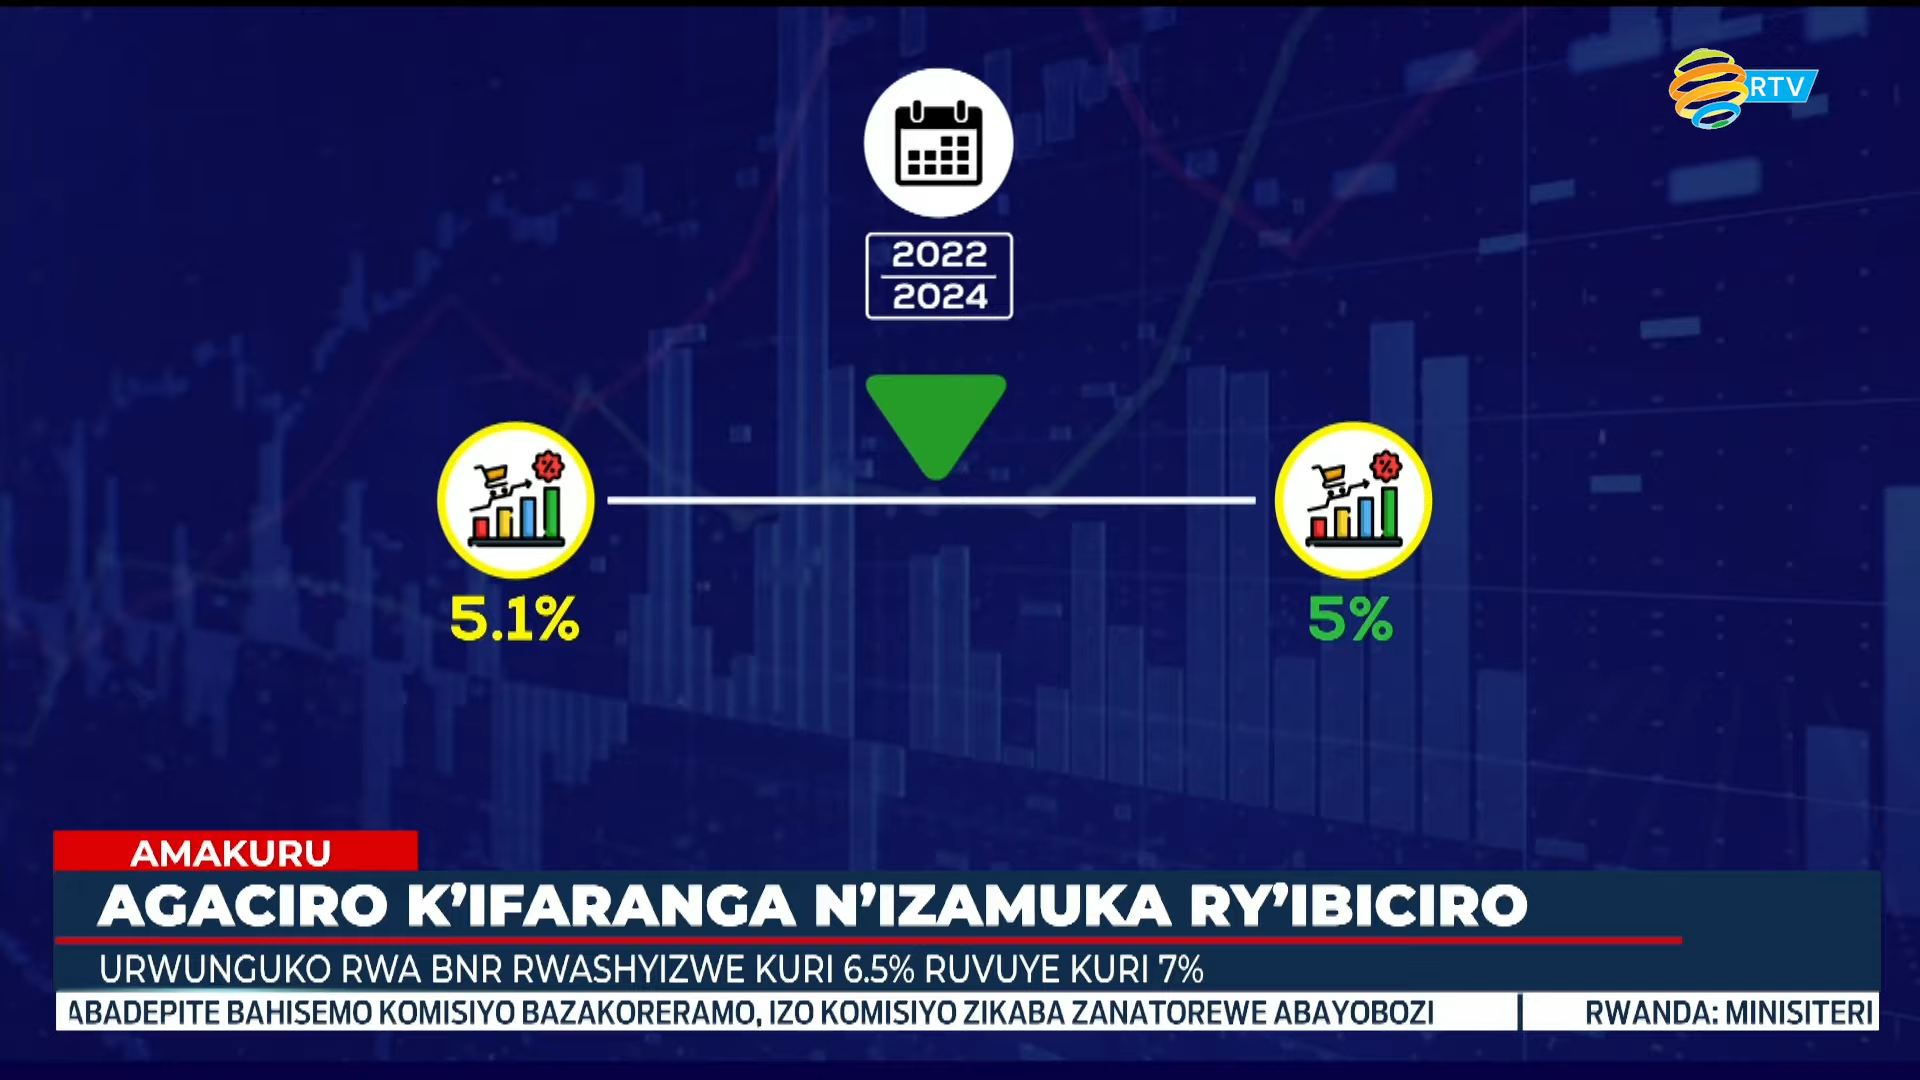 RTV
2022
2024
5.1%
5%
AMAKURU
AGACIRO K’IFARANGA N’IZAMUKA RY’IBICIRO
URWUNGUKO RWA BNR RWASHYIZWE KURI 6.5% RUVUYE KURI 7%
ABADEPITE BAHISEMO KOMISIYO BAZAKORERAMO, IZO KOMISIYO ZIKABA ZANATOREWE ABAYOBOZI
RWANDA: MINISITERI